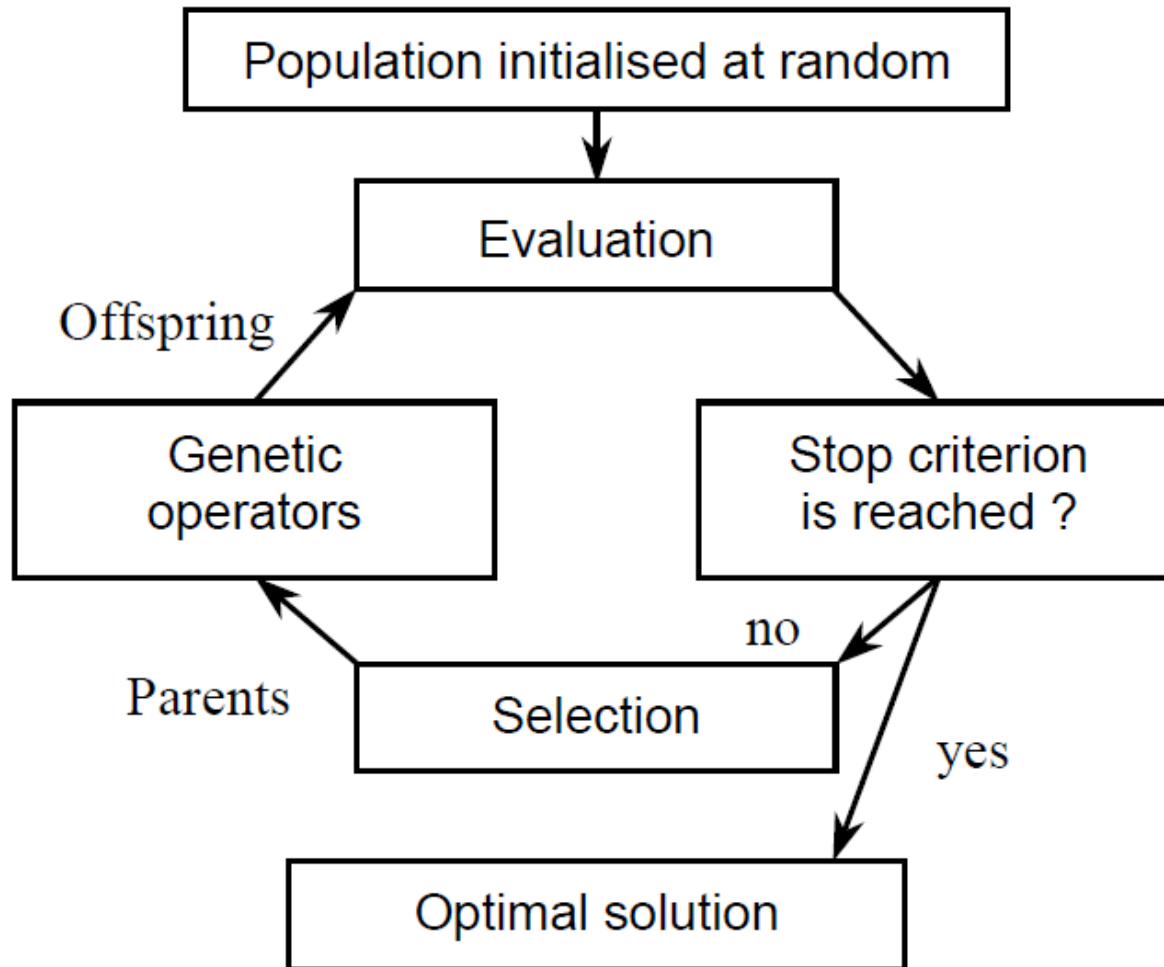 Population initialised at random
Evaluation
Offspring
Genetic
operators
Stop criterion
is reached ?
no
Parents
Selection
yes
Optimal solution